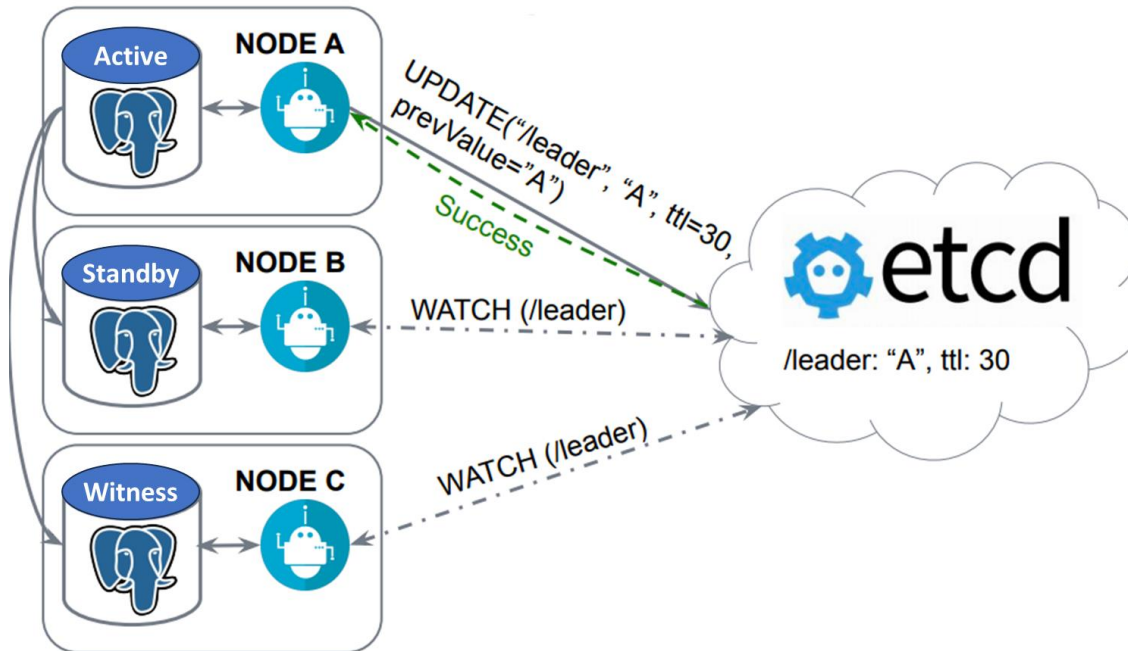 Active
NODE A
UPDATE(“/leader”, “A”, ttl=30,
prevValue=”A”)
Success
Standby
NODE B
WATCH (/leader)
etcd
/leader: “A”, ttl: 30
Witness
NODE C
WATCH (/leader)